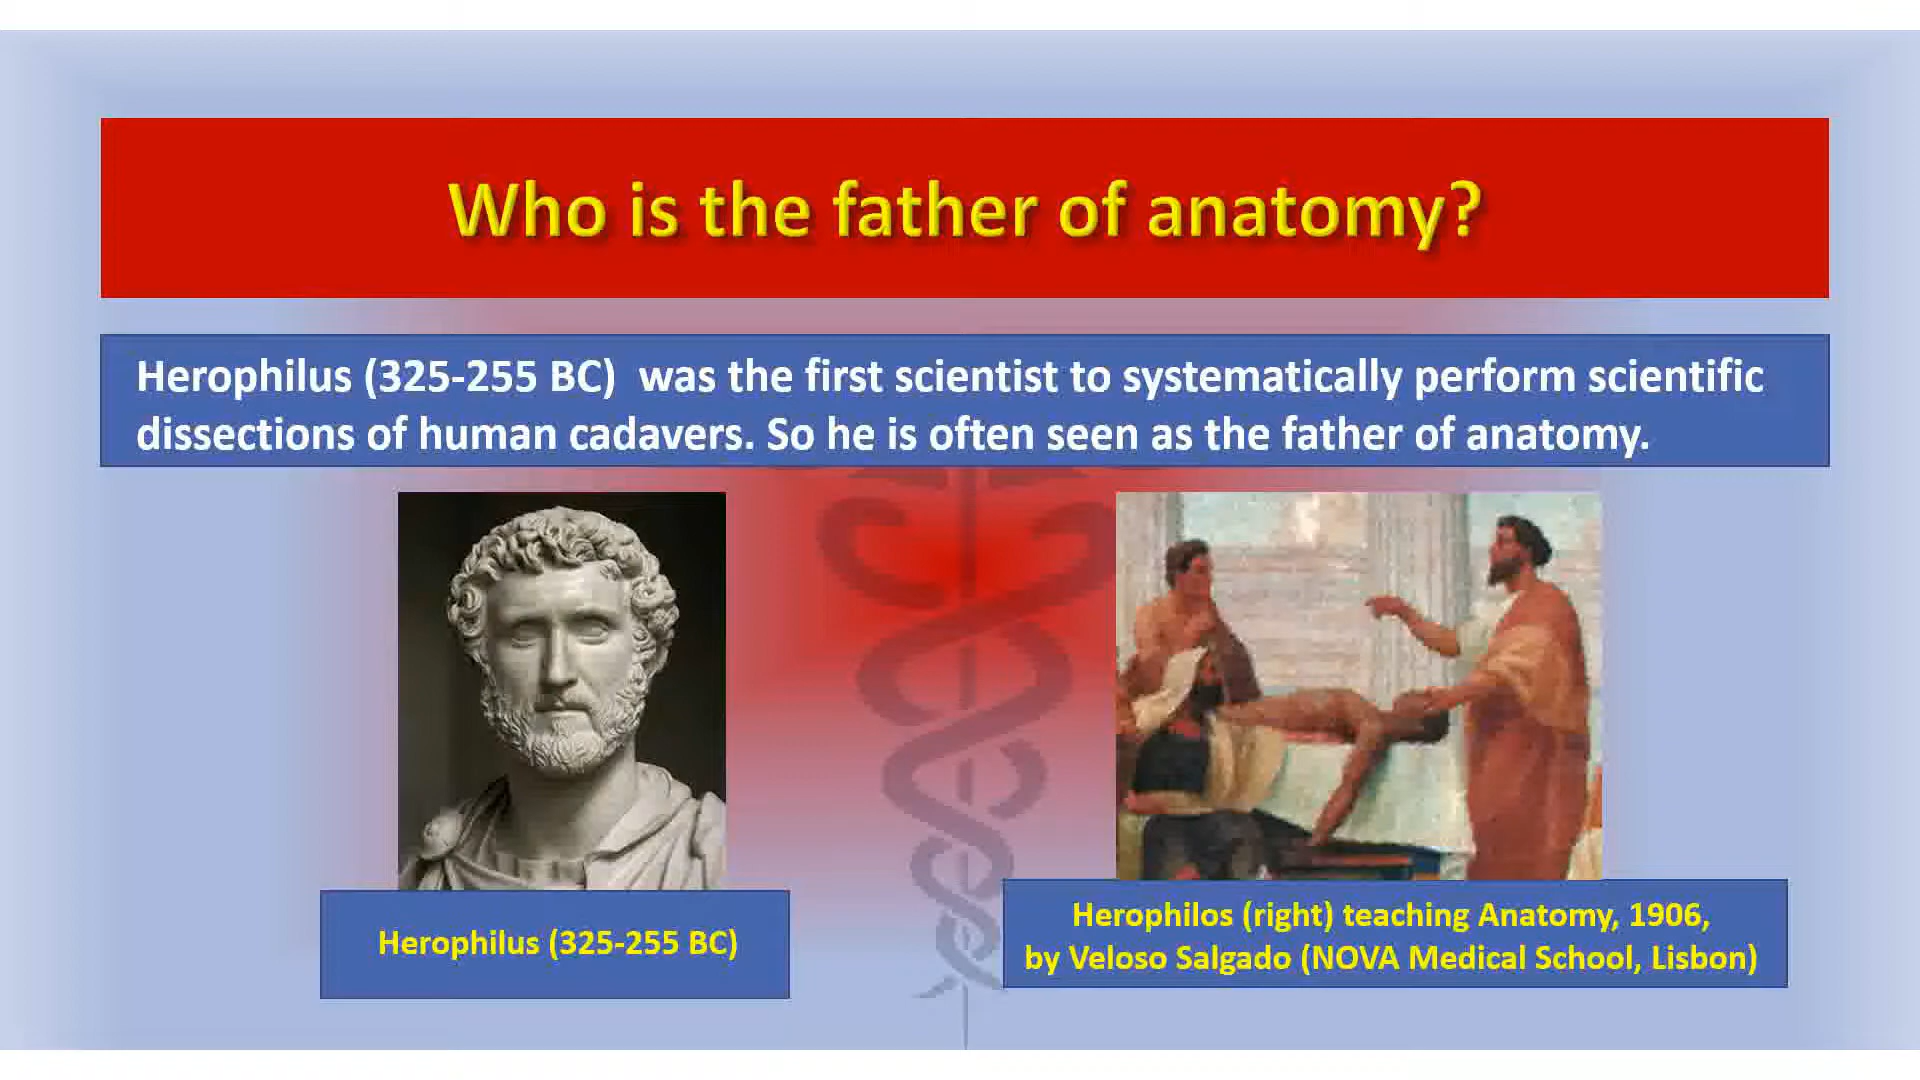 Who is the father of anatomy?
Herophilus (325-255 BC)  was the first scientist to systematically perform scientific
dissections of human cadavers. So he is often seen as the father of anatomy.
Herophilus (325-255 BC)
Herophilos (right) teaching Anatomy, 1906,
by Veloso Salgado (NOVA Medical School, Lisbon)